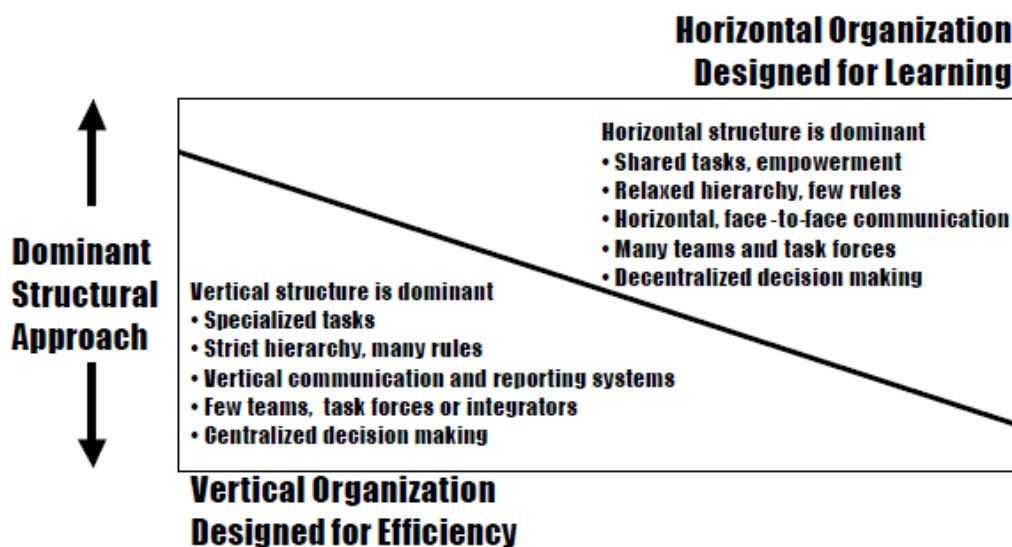 Horizontal Organization
Designed for Learning
Horizontal structure is dominant
• Shared tasks, empowerment
• Relaxed hierarchy, few rules
• Horizontal, face-to-face communication
• Many teams and task forces
• Decentralized decision making
Dominant
Structural
Approach
Vertical structure is dominant
• Specialized tasks
• Strict hierarchy, many rules
• Vertical communication and reporting systems
• Few teams, task forces or integrators
• Centralized decision making
Vertical Organization
Designed for Efficiency